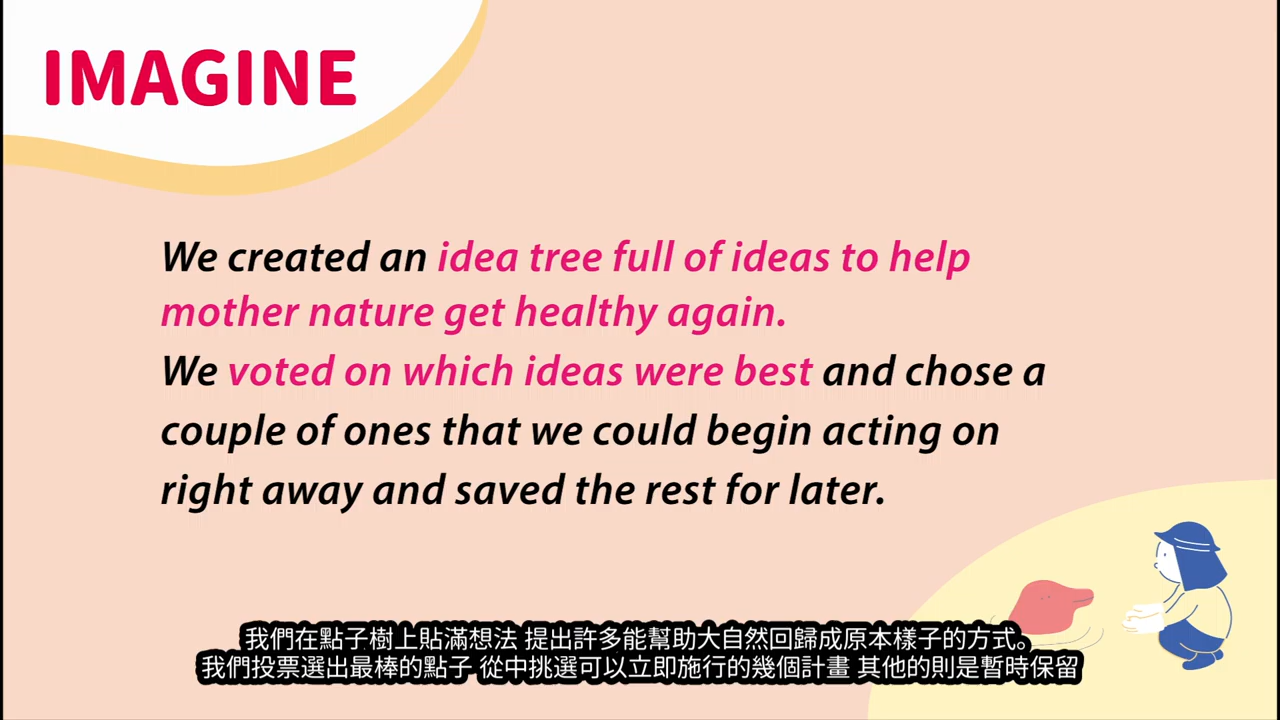 IMAGINE
We created an idea tree full of ideas to help
mother nature get healthy again.
We voted on which ideas were best and chose a
couple of ones that we could begin acting on
right away and saved the rest for later.
我們在點子樹上貼滿想法 提出許多能幫助大自然回歸成原本樣子的方式。
我們投票選出最棒的點子 從中挑選可以立即施行的幾個計畫 其他的則是暫時保留